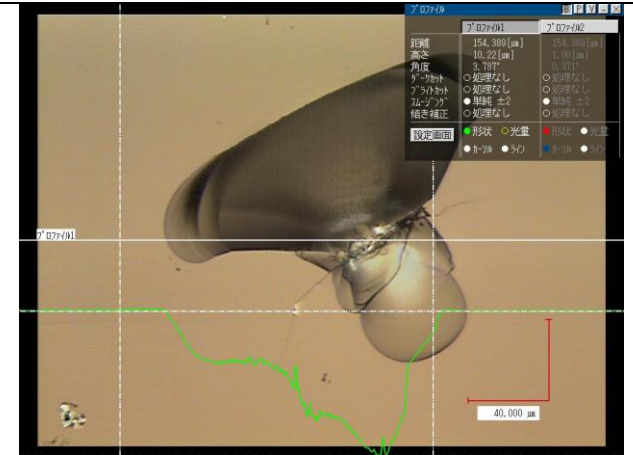 プロファイル
P V
プロファイル1 プロファイル2
距離 154.389[μm] 154.389[μm]
高さ 10.22[μm] 1.00[μm]
角度 3.787° 0.371°
ダークカット 処理なし 処理なし
ブライトカット 処理なし 処理なし
スムージング 単純 ±2 単純 ±2
傾き補正 処理なし 処理なし
設定画面 形状 光量 形状 光量
カーソル ライン カーソル ライン
プロファイル1
40.000 μm